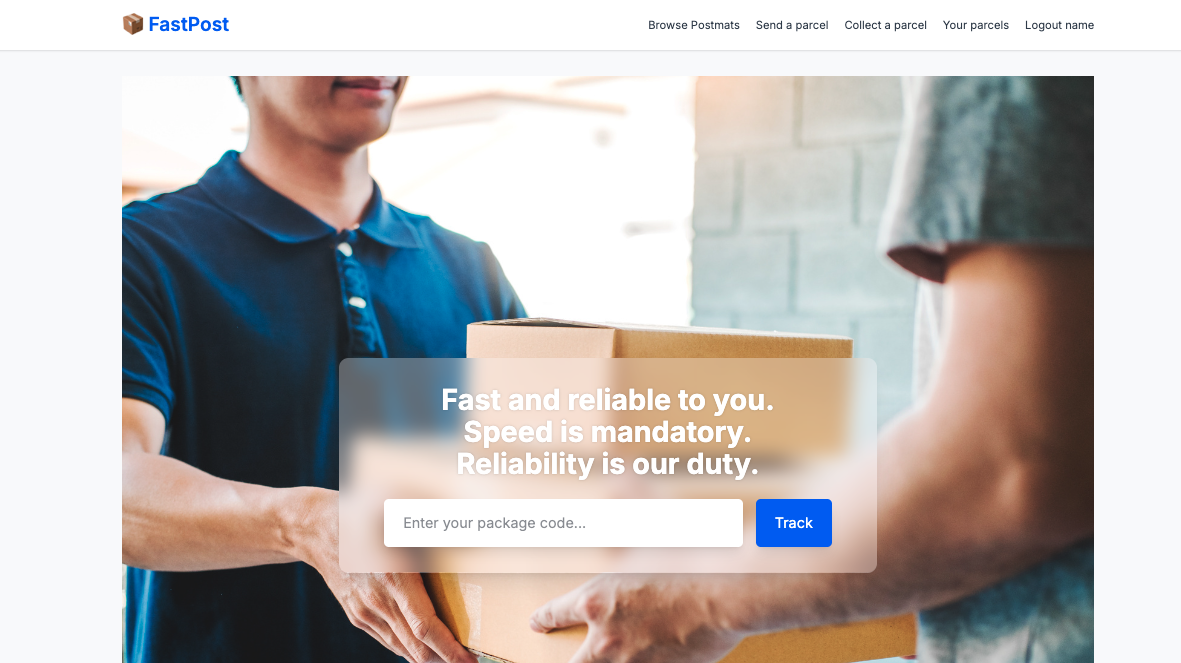 FastPost
Browse Postmats
Send a parcel
Collect a parcel
Your parcels
Logout name
Fast and reliable to you.
Speed is mandatory.
Reliability is our duty.
Enter your package code...
Track